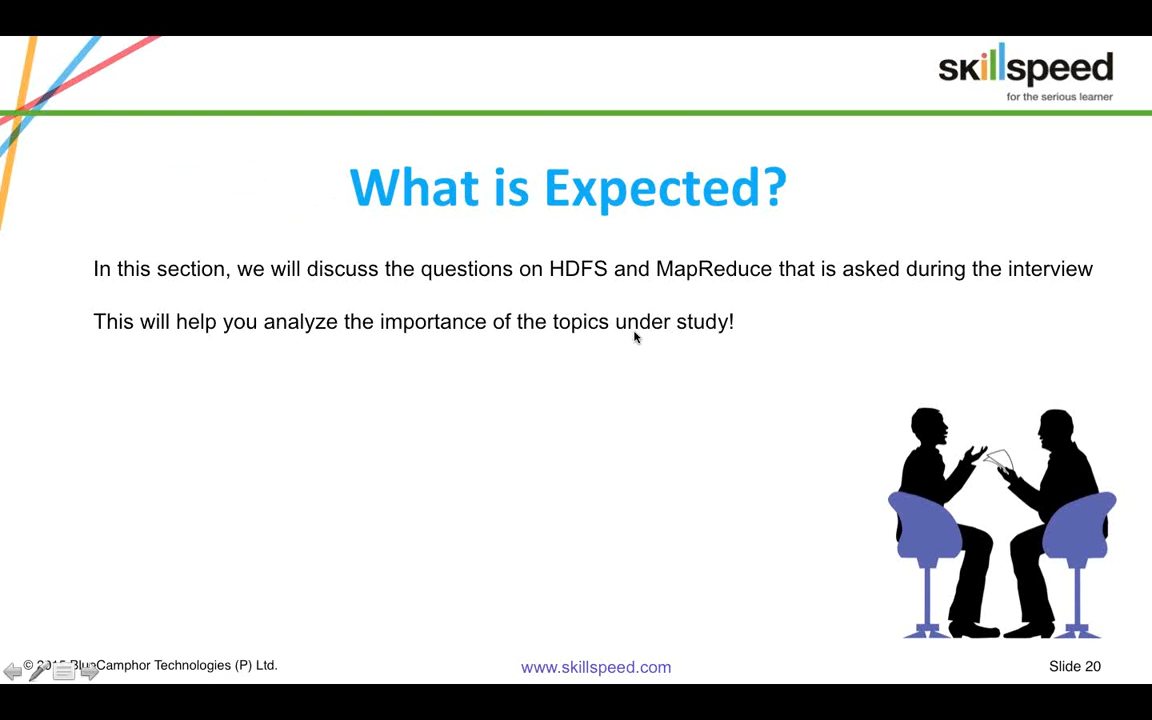 skillspeed
for the serious learner
What is Expected?
In this section, we will discuss the questions on HDFS and MapReduce that is asked during the interview
This will help you analyze the importance of the topics under study!
© BlueCamphor Technologies (P) Ltd.
www.skillspeed.com
Slide 20